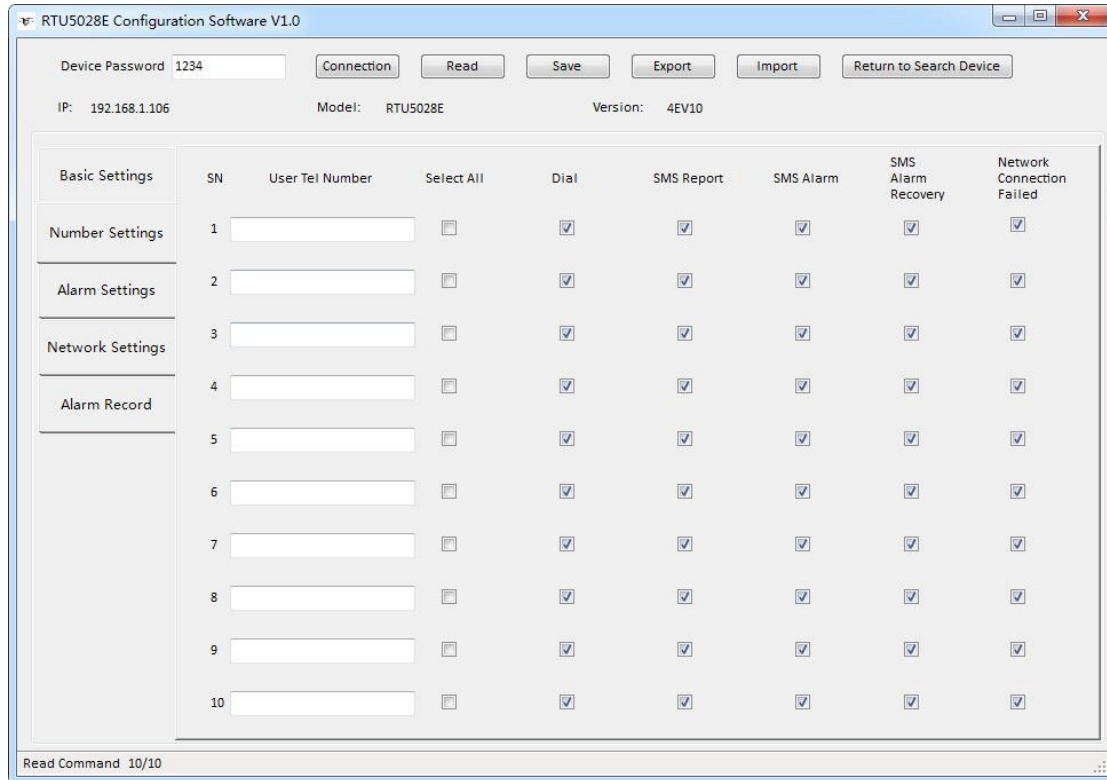 RTU5028E Configuration Software V1.0
Device Password 1234 Connection Read Save Export Import Return to Search Device
IP: 192.168.1.106 Model: RTU5028E Version: 4EV10
Basic Settings
Number Settings
Alarm Settings
Network Settings
Alarm Record
SN User Tel Number Select All Dial SMS Report SMS Alarm SMS Alarm Recovery Network Connection Failed
1
2
3
4
5
6
7
8
9
10
Read Command 10/10